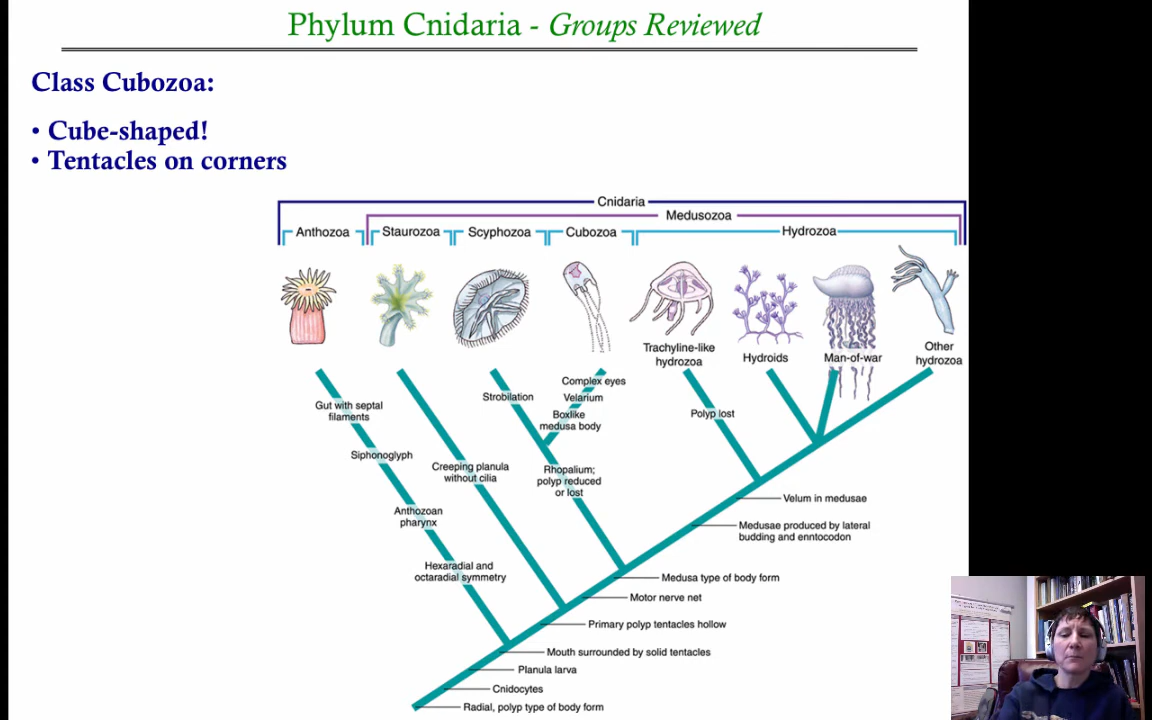 Phylum Cnidaria - Groups Reviewed
Class Cubozoa:
• Cube-shaped!
• Tentacles on corners
Cnidaria
Medusozoa
Anthozoa
Staurozoa
Scyphozoa
Cubozoa
Hydrozoa
Trachyline-like
hydrozoa
Hydroids
Man-of-war
Other
hydrozoa
Gut with septal
filaments
Siphonoglyph
Anthozoan
pharynx
Hexaradial and
octaradial symmetry
Creeping planula
without cilia
Strobilation
Complex eyes
Velarium
Boxlike
medusa body
Rhopalium;
polyp reduced
or lost
Polyp lost
Velum in medusae
Medusae produced by lateral
budding and enntocodon
Medusa type of body form
Motor nerve net
Primary polyp tentacles hollow
Mouth surrounded by solid tentacles
Planula larva
Cnidocytes
Radial, polyp type of body form